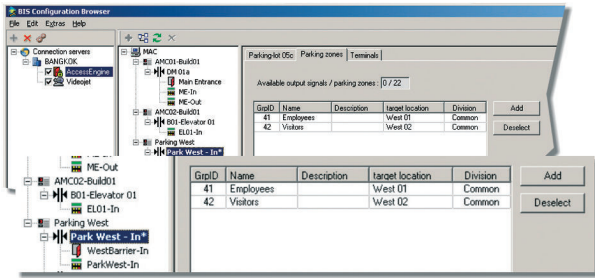 BIS Configuration Browser
File Edit Extras Help
Connection servers
BANGKOK
AccessEngine
Videojet
MAC
AMC01-Build01
DM 01a
Main Entrance
ME-In
ME-Out
AMC02-Build01
B01-Elevator 01
EL01-In
Parking West
Park West - In*
Parking-lot 05c Parking zones Terminals
Available output signals / parking zones: 0 / 22
GrpID Name Description target location Division
41 Employees West 01 Common
42 Visitors West 02 Common
Add
Deselect
ME-Out
AMC02-Build01
B01-Elevator 01
EL01-In
Parking West
Park West - In*
WestBarrier-In
ParkWest-In
GrpID Name Description target location Division
41 Employees West 01 Common
42 Visitors West 02 Common
Add
Deselect